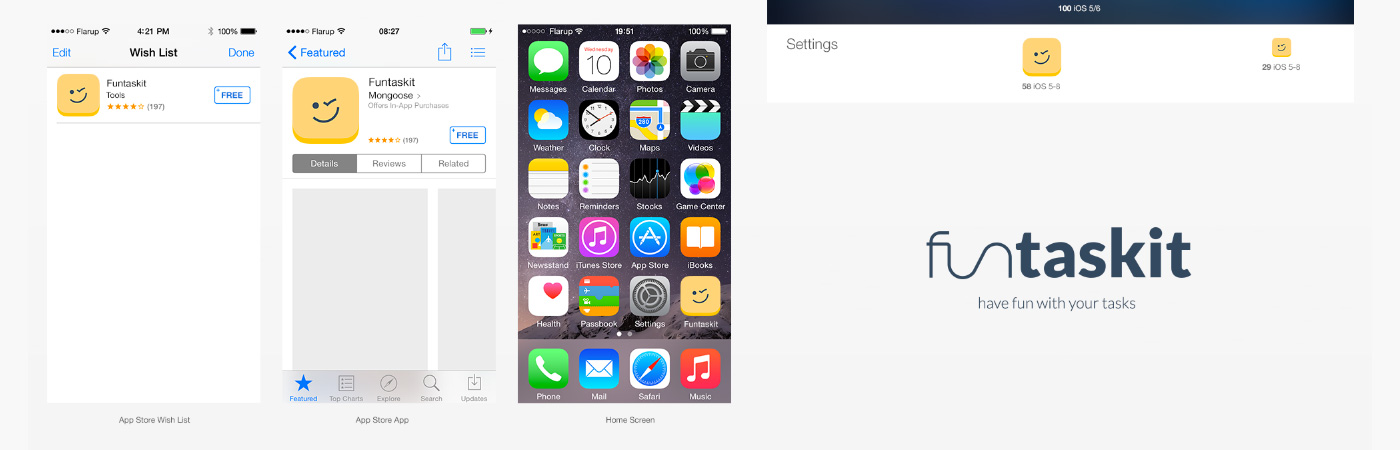 Flarup
4:21 PM
100%
Edit
Wish List
Done
Funtaskit
Tools
(197)
FREE
App Store Wish List
Flarup
08:27
Featured
Funtaskit
Mongoose >
Offers In-App Purchases
(197)
FREE
Details
Reviews
Related
Featured
Top Charts
Explore
Search
Updates
App Store App
Flarup
19:51
100%
Wednesday
10
Messages
Calendar
Photos
Camera
280
Weather
Clock
Maps
Videos
Notes
Reminders
Stocks
Game Center
Newsstand
iTunes Store
App Store
iBooks
Health
Passbook
Settings
Funtaskit
Phone
Mail
Safari
Music
Home Screen
100 iOS 5/6
Settings
58 iOS 5-8
29 iOS 5-8
funtaskit
have fun with your tasks